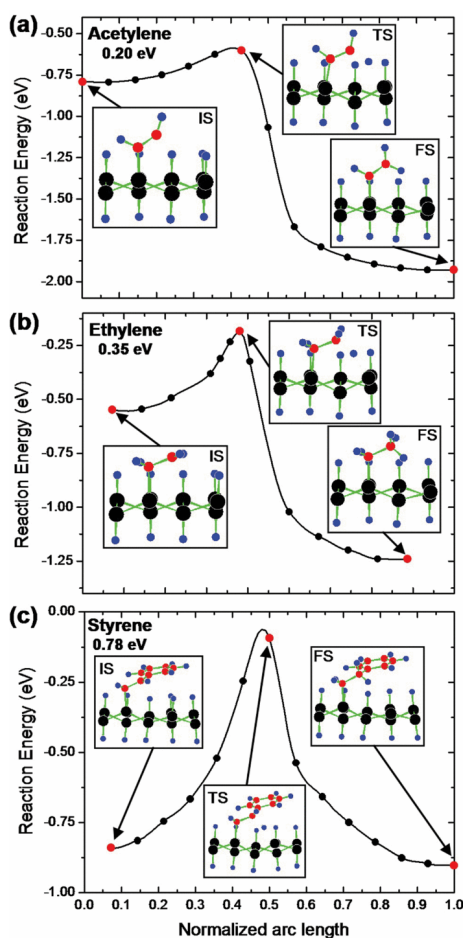 (a)
Acetylene
0.20 eV
Reaction Energy (eV)
-0.50
-0.75
-1.00
-1.25
-1.50
-1.75
-2.00
IS
TS
FS
(b)
Ethylene
0.35 eV
Reaction Energy (eV)
-0.25
-0.50
-0.75
-1.00
-1.25
IS
TS
FS
(c)
Styrene
0.78 eV
Reaction Energy (eV)
0.00
-0.25
-0.50
-0.75
-1.00
IS
TS
FS
0.0 0.1 0.2 0.3 0.4 0.5 0.6 0.7 0.8 0.9 1.0
Normalized arc length